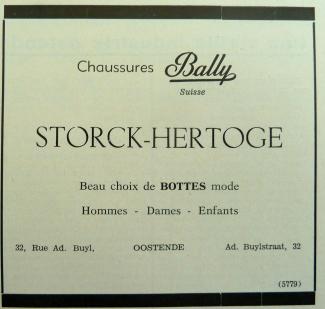 Chaussures Bally
Suisse
STORCK-HERTOGE
Beau choix de BOTTES mode
Hommes - Dames - Enfants
32, Rue Ad. Buyl, OOSTENDE Ad. Buylstraat, 32
(5779)